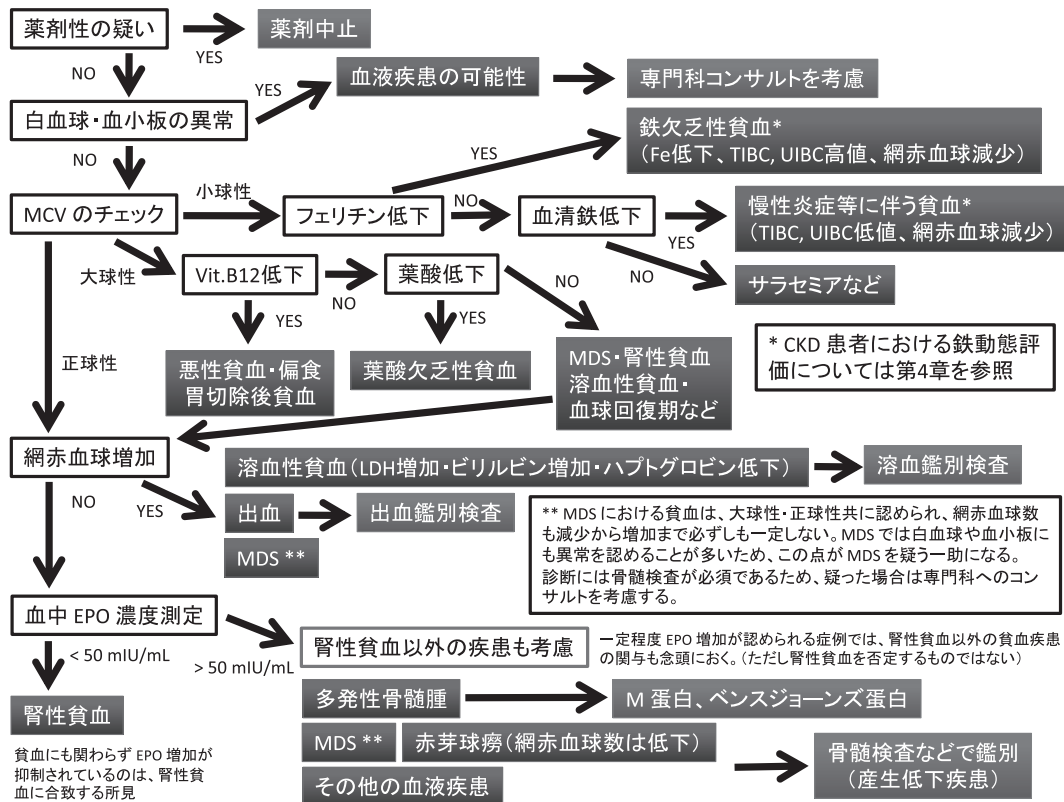 薬剤性の疑い
YES
薬剤中止
NO
白血球・血小板の異常
YES
血液疾患の可能性
専門科コンサルトを考慮
NO
MCV のチェック
小球性
フェリチン低下
YES
鉄欠乏性貧血*
(Fe低下、TIBC, UIBC高値、網赤血球減少)
NO
血清鉄低下
YES
慢性炎症等に伴う貧血*
(TIBC, UIBC低値、網赤血球減少)
NO
サラセミアなど
大球性
Vit.B12低下
NO
葉酸低下
NO
YES
悪性貧血・偏食
胃切除後貧血
YES
葉酸欠乏性貧血
MDS・腎性貧血
溶血性貧血・
血球回復期など
* CKD 患者における鉄動態評
価については第4章を参照
正球性
網赤血球増加
YES
溶血性貧血(LDH増加・ビリルビン増加・ハプトグロビン低下)
溶血鑑別検査
出血
出血鑑別検査
MDS **
** MDS における貧血は、大球性・正球性共に認められ、網赤血球数
も減少から増加まで必ずしも一定しない。MDS では白血球や血小板に
も異常を認めることが多いため、この点が MDS を疑う一助になる。
診断には骨髄検査が必須であるため、疑った場合は専門科へのコン
サルトを考慮する。
NO
血中 EPO 濃度測定
< 50 mIU/mL
> 50 mIU/mL
腎性貧血
貧血にも関わらず EPO 増加が
抑制されているのは、腎性貧
血に合致する所見
腎性貧血以外の疾患も考慮
一定程度 EPO 増加が認められる症例では、腎性貧血以外の貧血疾患
の関与も念頭におく。(ただし腎性貧血を否定するものではない)
多発性骨髄腫
M 蛋白、ベンスジョーンズ蛋白
MDS **
赤芽球癆(網赤血球数は低下)
その他の血液疾患
骨髄検査などで鑑別
(産生低下疾患)